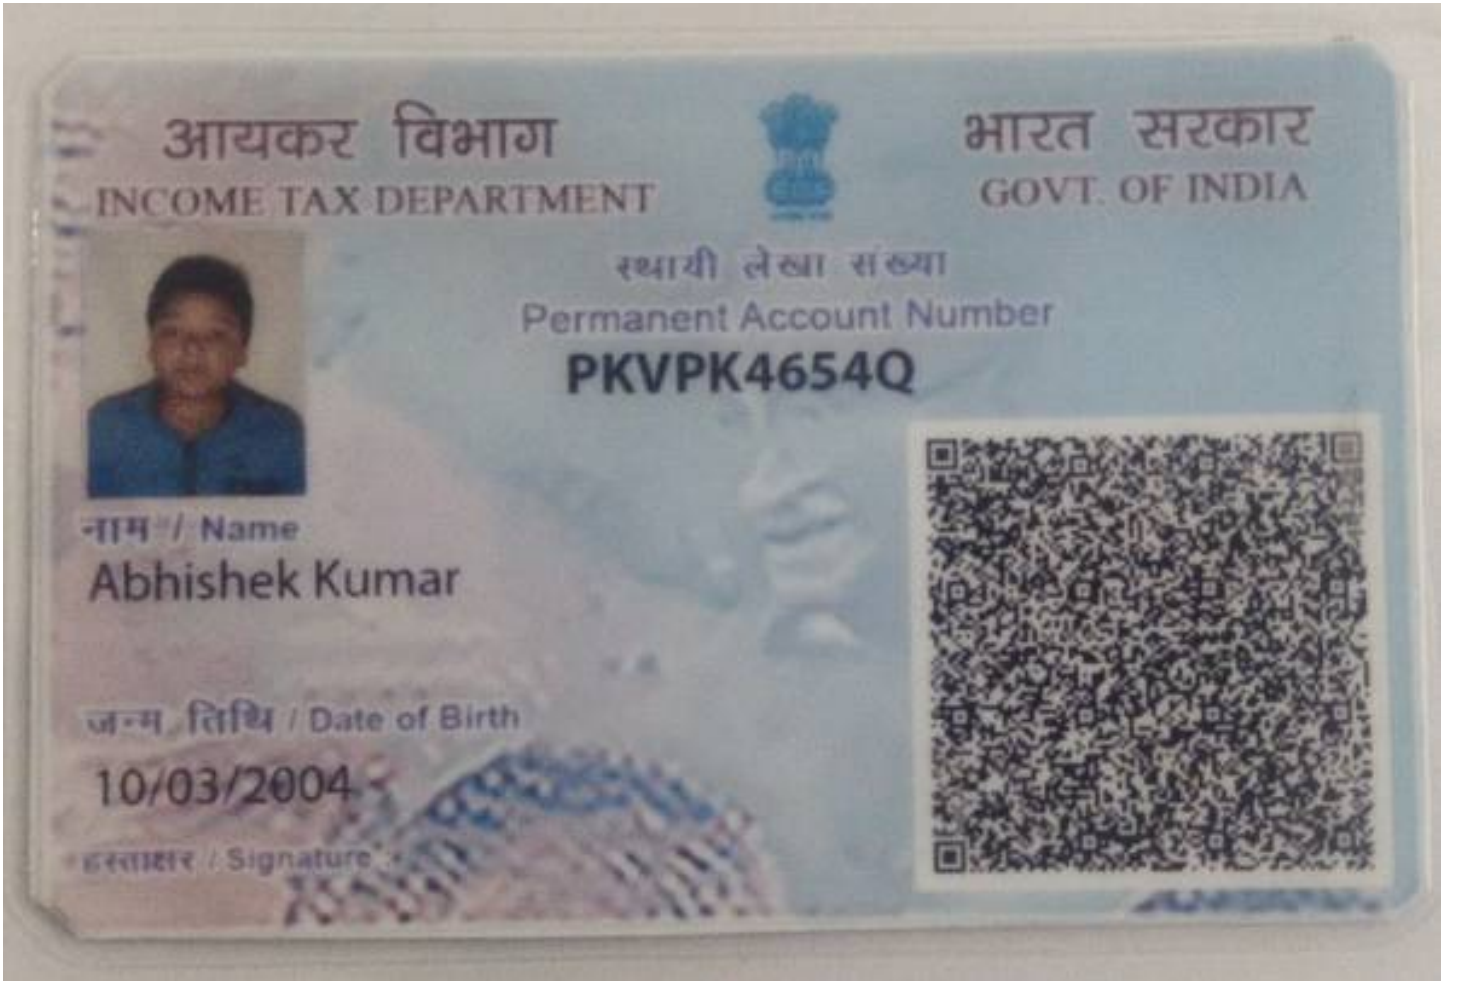 आयकर विभाग
INCOME TAX DEPARTMENT
भारत सरकार
GOVT. OF INDIA
स्थायी लेखा संख्या
Permanent Account Number
PKVPK4654Q
नाम / Name
Abhishek Kumar
जन्म तिथि / Date of Birth
10/03/2004
हस्ताक्षर / Signature